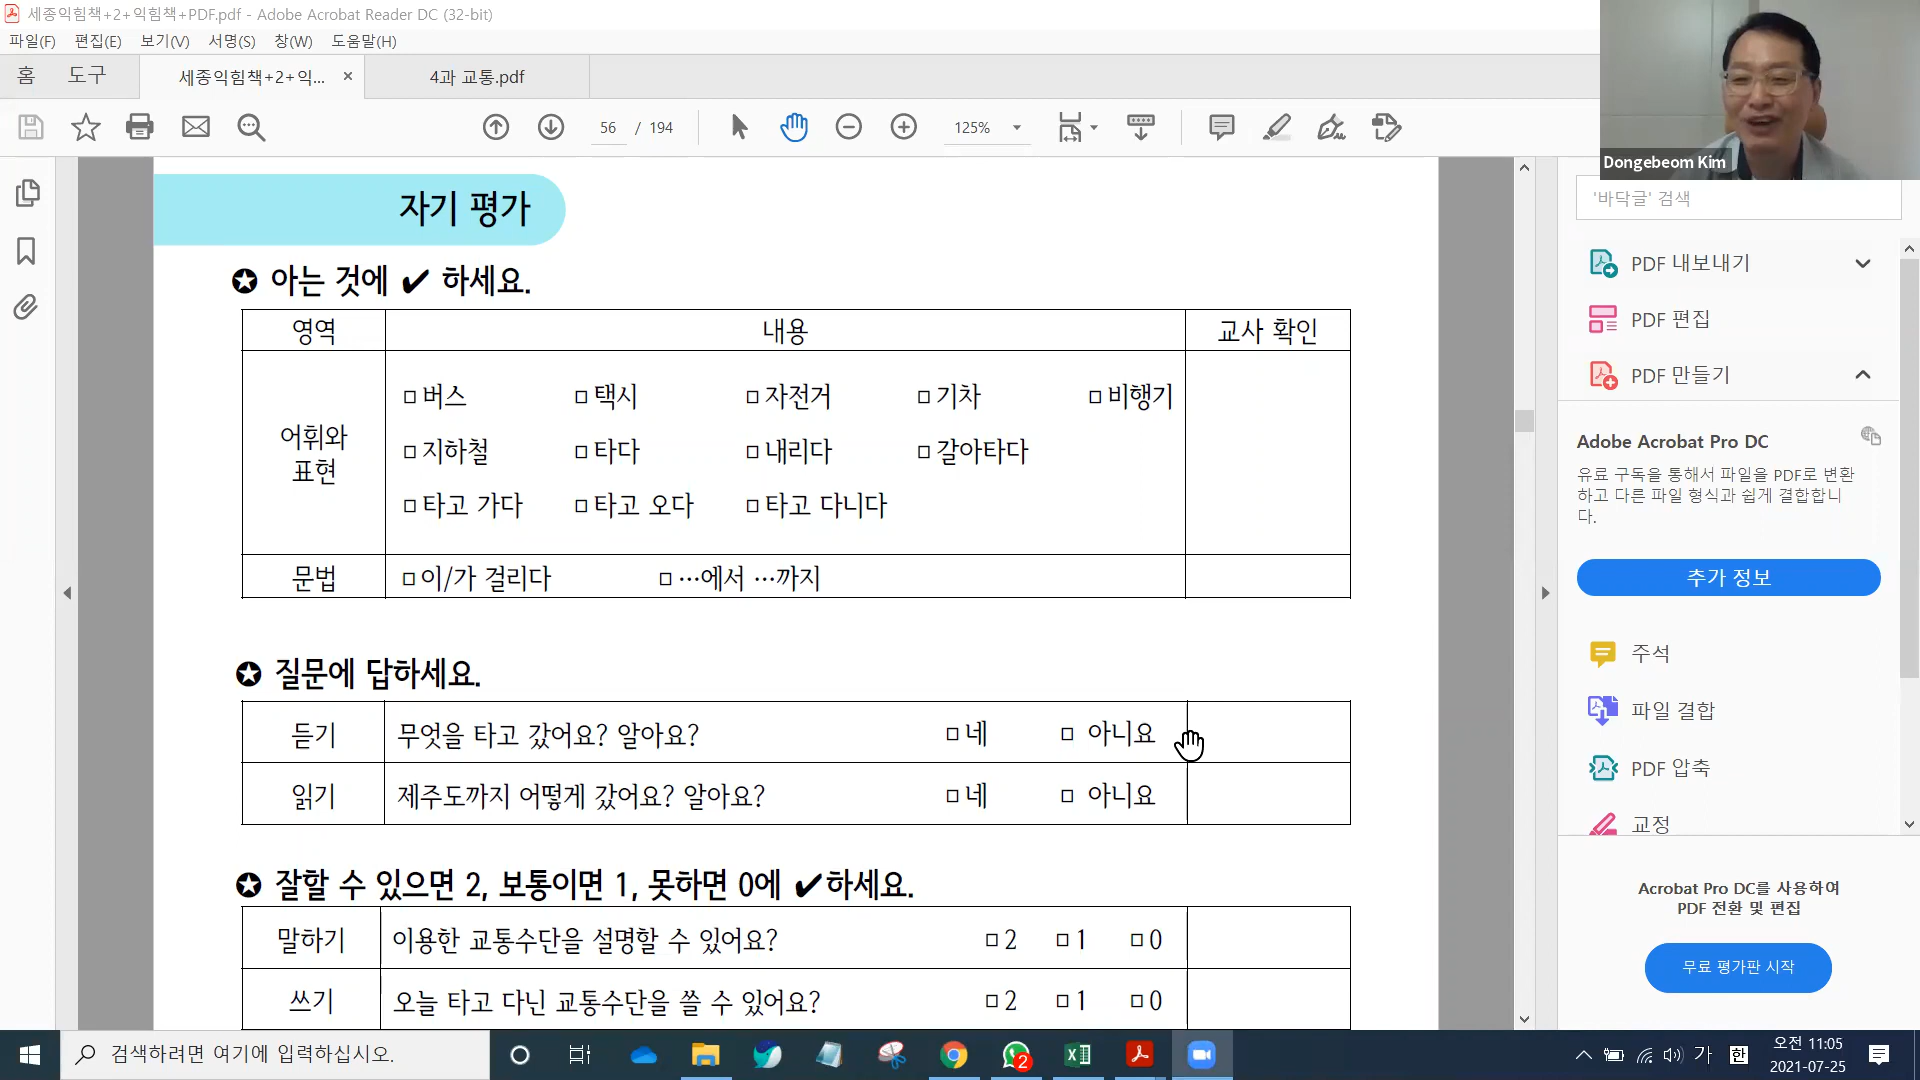 세종익힘책+2+익힘책+PDF.pdf - Adobe Acrobat Reader DC (32-bit)
파일(F) 편집(E) 보기(V) 서명(S) 창(W) 도움말(H)
홈 도구 세종익힘책+2+익... × 4과 교통.pdf
56 / 194 125%
Dongebeom Kim
'바닥글' 검색
자기 평가
✪ 아는 것에 ✔ 하세요.
영역 내용 교사 확인
어휘와 표현
□ 버스 □ 택시 □ 자전거 □ 기차 □ 비행기
□ 지하철 □ 타다 □ 내리다 □ 갈아타다
□ 타고 가다 □ 타고 오다 □ 타고 다니다
문법 □ 이/가 걸리다 □ …에서 …까지
✪ 질문에 답하세요.
듣기 무엇을 타고 갔어요? 알아요? □ 네 □ 아니요
읽기 제주도까지 어떻게 갔어요? 알아요? □ 네 □ 아니요
✪ 잘할 수 있으면 2, 보통이면 1, 못하면 0에 ✔하세요.
말하기 이용한 교통수단을 설명할 수 있어요? □ 2 □ 1 □ 0
쓰기 오늘 타고 다닌 교통수단을 쓸 수 있어요? □ 2 □ 1 □ 0
PDF 내보내기
PDF 편집
PDF 만들기
Adobe Acrobat Pro DC
유료 구독을 통해서 파일을 PDF로 변환
하고 다른 파일 형식과 쉽게 결합합니
다.
추가 정보
주석
파일 결합
PDF 압축
교정
Acrobat Pro DC를 사용하여
PDF 전환 및 편집
무료 평가판 시작
검색하려면 여기에 입력하십시오.
2
가 한
오전 11:05
2021-07-25